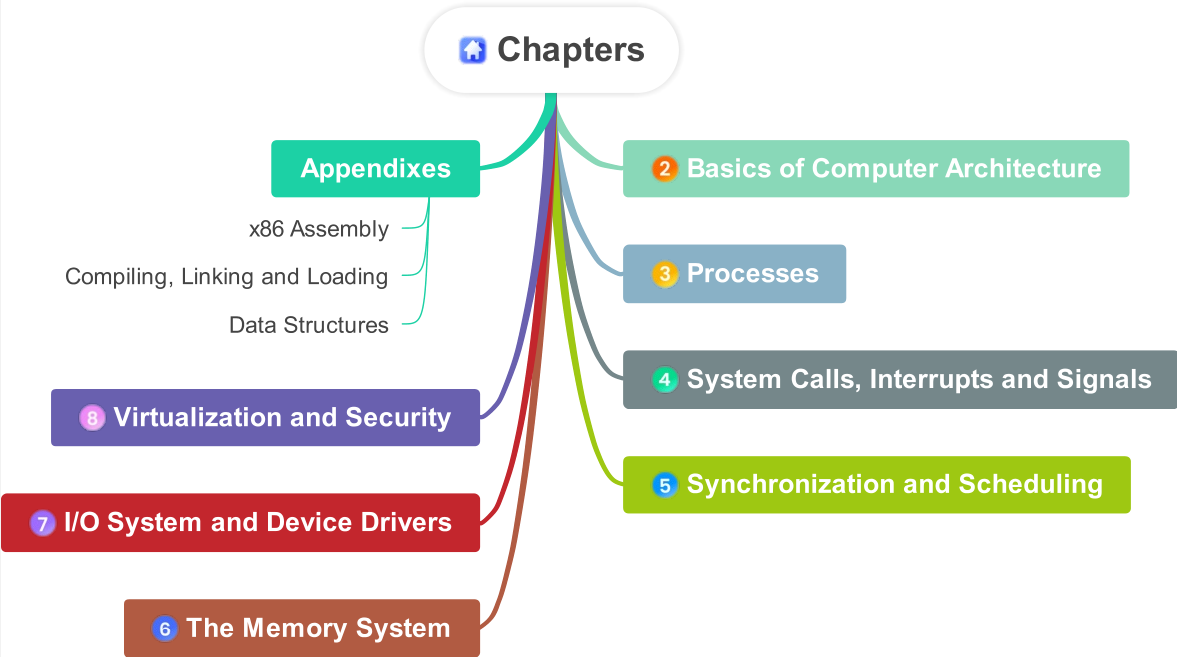 Chapters
2 Basics of Computer Architecture
3 Processes
4 System Calls, Interrupts and Signals
5 Synchronization and Scheduling
6 The Memory System
7 I/O System and Device Drivers
8 Virtualization and Security
Appendixes
x86 Assembly
Compiling, Linking and Loading
Data Structures